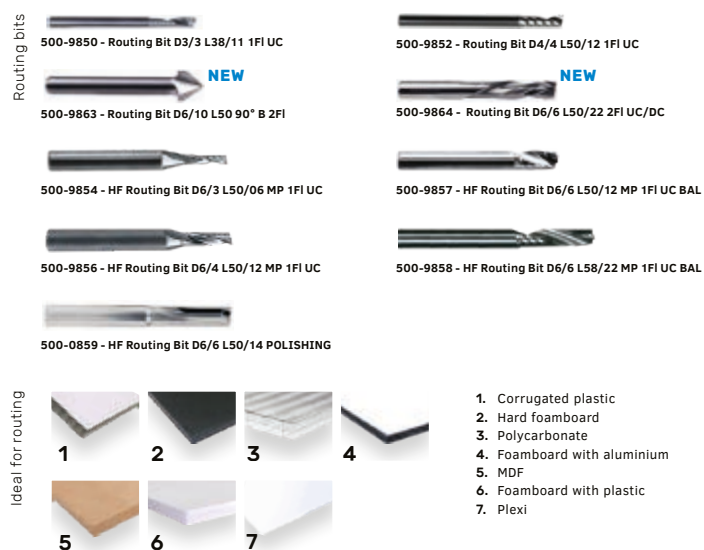 Routing bits
500-9850 - Routing Bit D3/3 L38/11 1Fl UC
500-9852 - Routing Bit D4/4 L50/12 1Fl UC
NEW
500-9863 - Routing Bit D6/10 L50 90° B 2Fl
NEW
500-9864 - Routing Bit D6/6 L50/22 2Fl UC/DC
500-9854 - HF Routing Bit D6/3 L50/06 MP 1Fl UC
500-9857 - HF Routing Bit D6/6 L50/12 MP 1Fl UC BAL
500-9856 - HF Routing Bit D6/4 L50/12 MP 1Fl UC
500-9858 - HF Routing Bit D6/6 L58/22 MP 1Fl UC BAL
500-0859 - HF Routing Bit D6/6 L50/14 POLISHING
Ideal for routing
1
2
3
4
5
6
7
1. Corrugated plastic
2. Hard foamboard
3. Polycarbonate
4. Foamboard with aluminium
5. MDF
6. Foamboard with plastic
7. Plexi